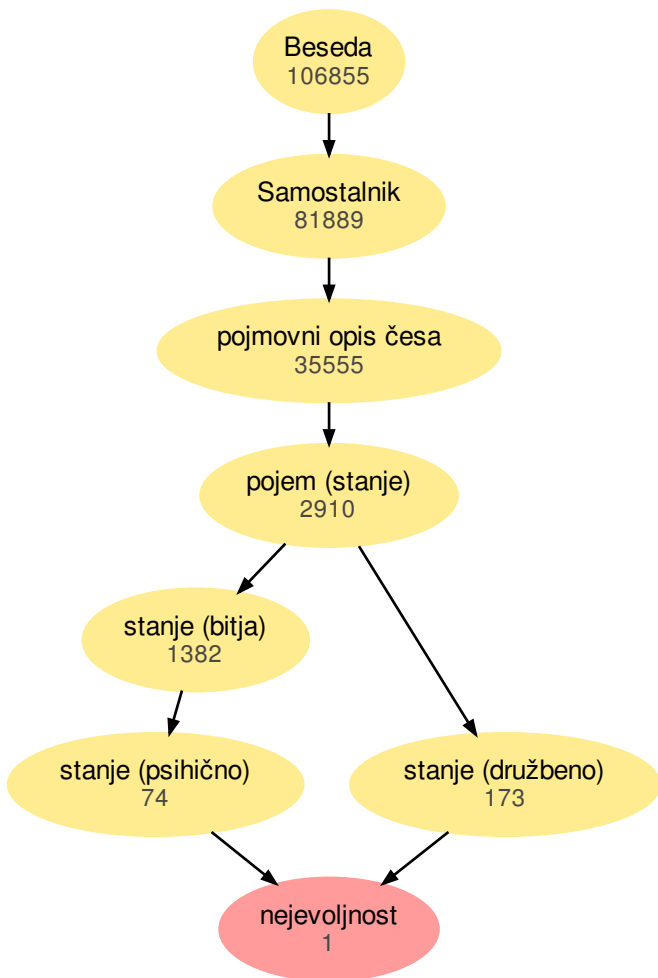 Beseda
106855
Samostalnik
81889
pojmovni opis česa
35555
pojem (stanje)
2910
stanje (bitja)
1382
stanje (psihično)
74
stanje (družbeno)
173
nejevoljnost
1